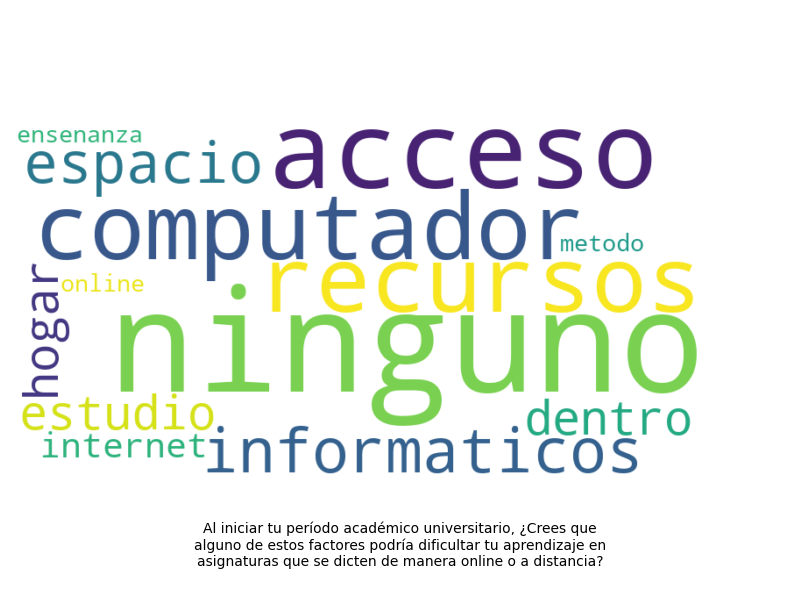 ensenanza
acceso
espacio
computador
metodo
recursos
hogar
online
ninguno
estudio
dentro
internet
informaticos
Al iniciar tu período académico universitario, ¿Crees que
alguno de estos factores podría dificultar tu aprendizaje en
asignaturas que se dicten de manera online o a distancia?